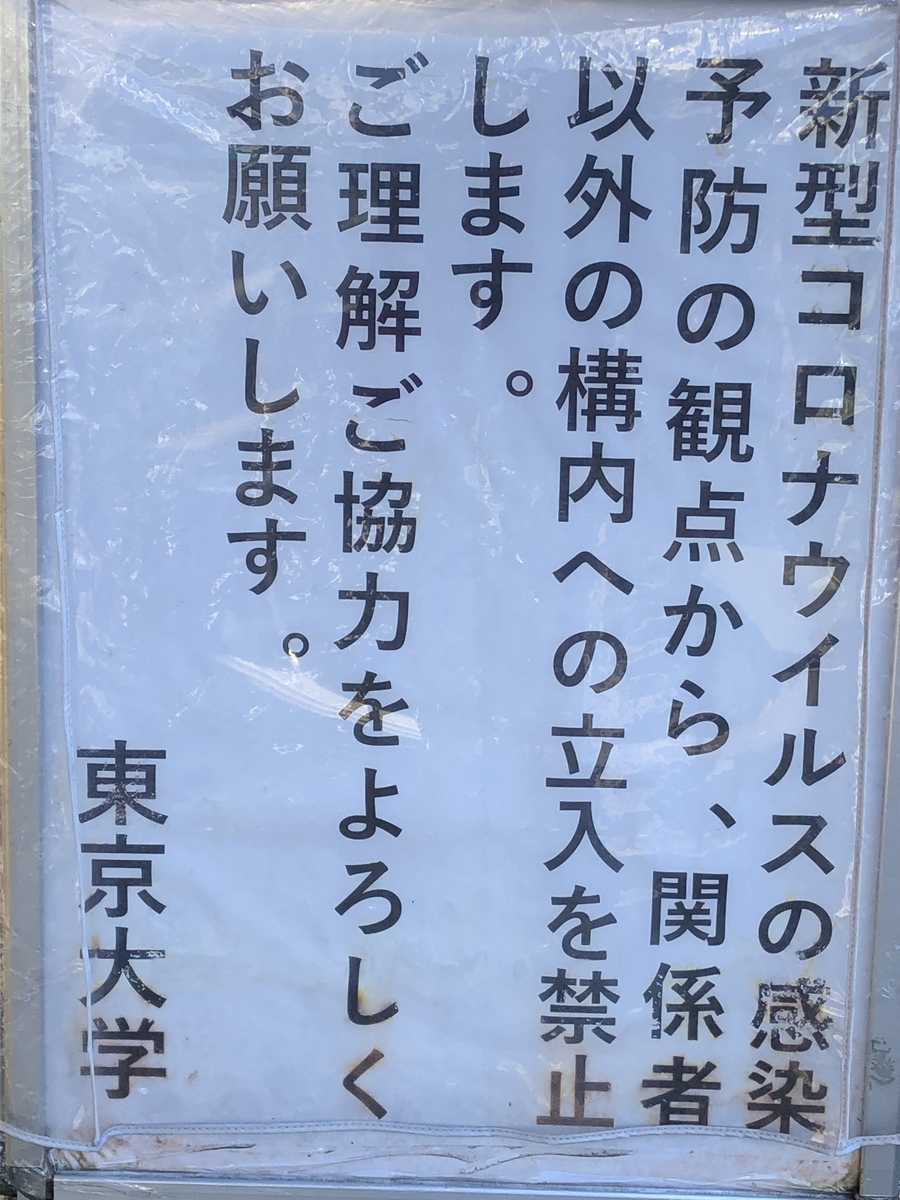 新型コロナウイルスの感染
予防の観点から、関係者
以外の構内への立入を禁止
します。
ご理解ご協力をよろしく
お願いします。
東京大学